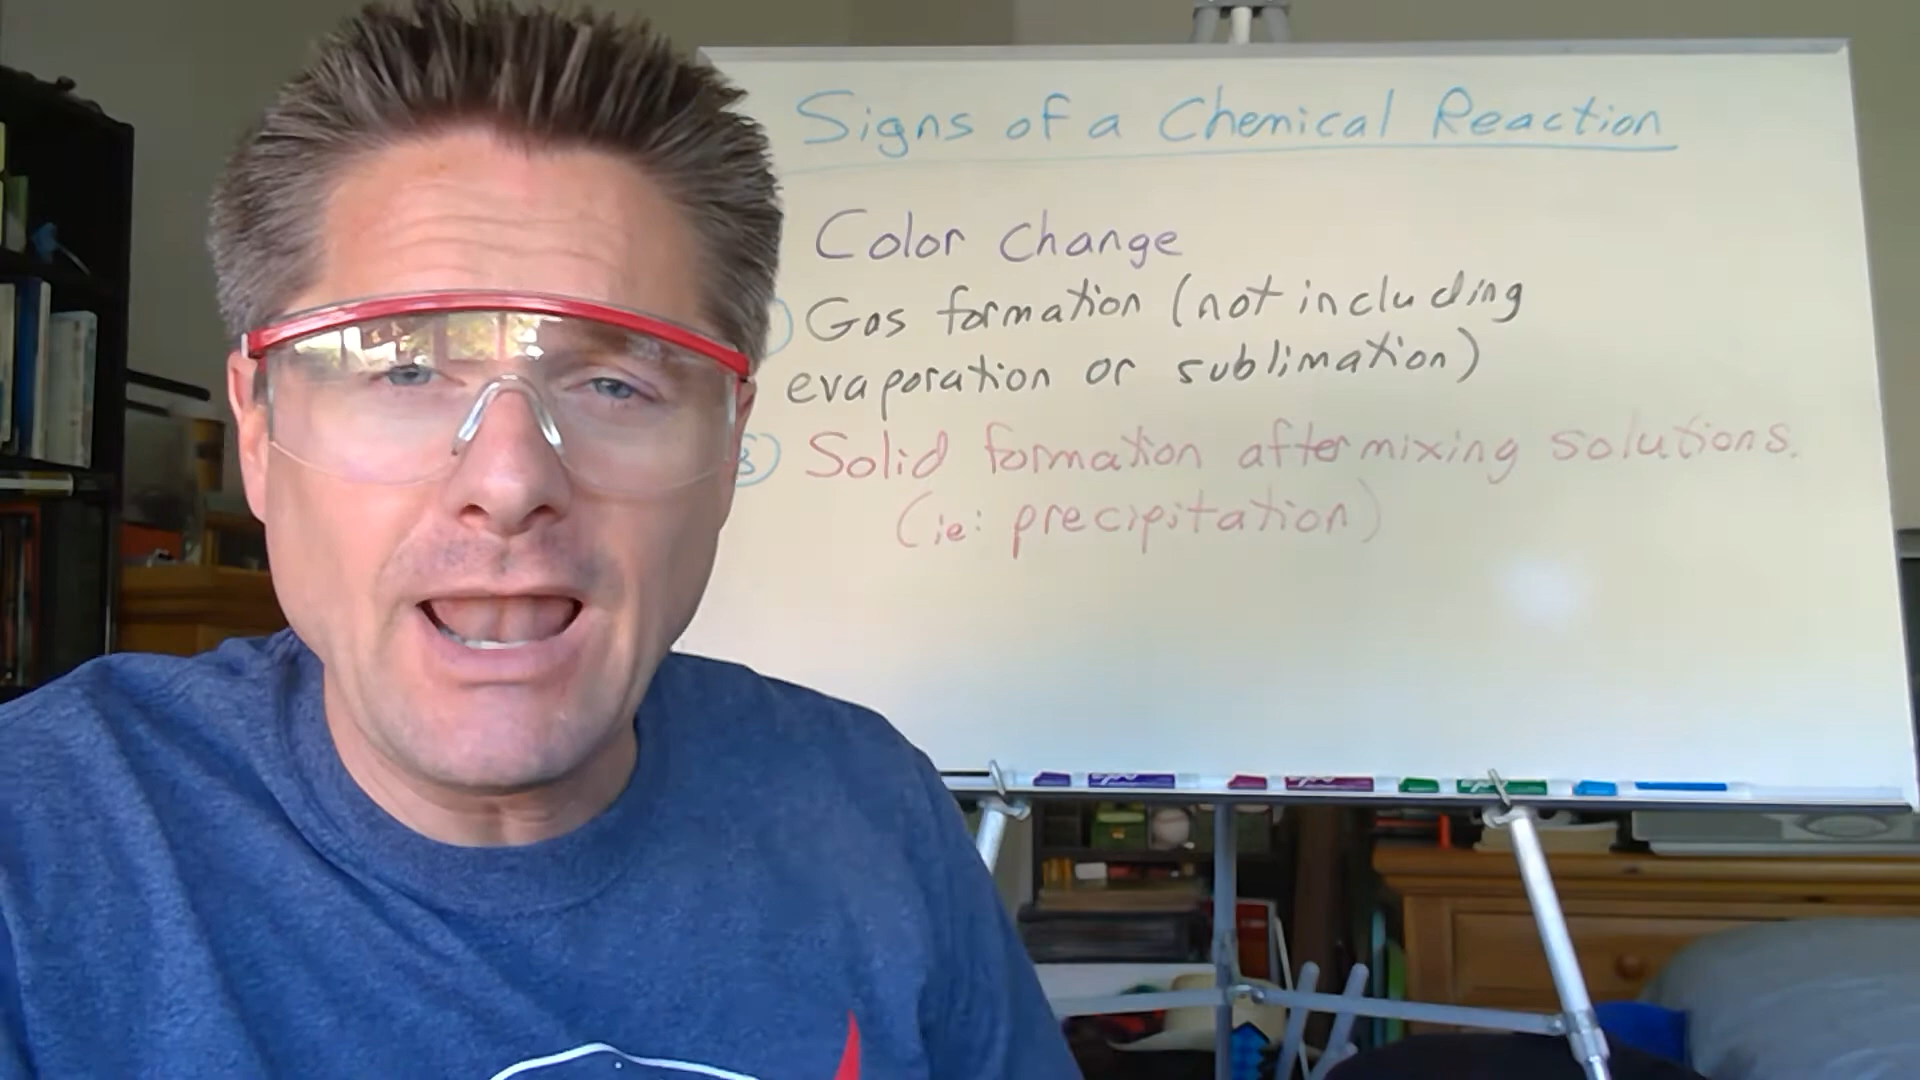 Signs of a Chemical Reaction
Color Change
Gas formation (not including
evaporation or sublimation)
3) Solid formation after mixing solutions.
(ie: precipitation)